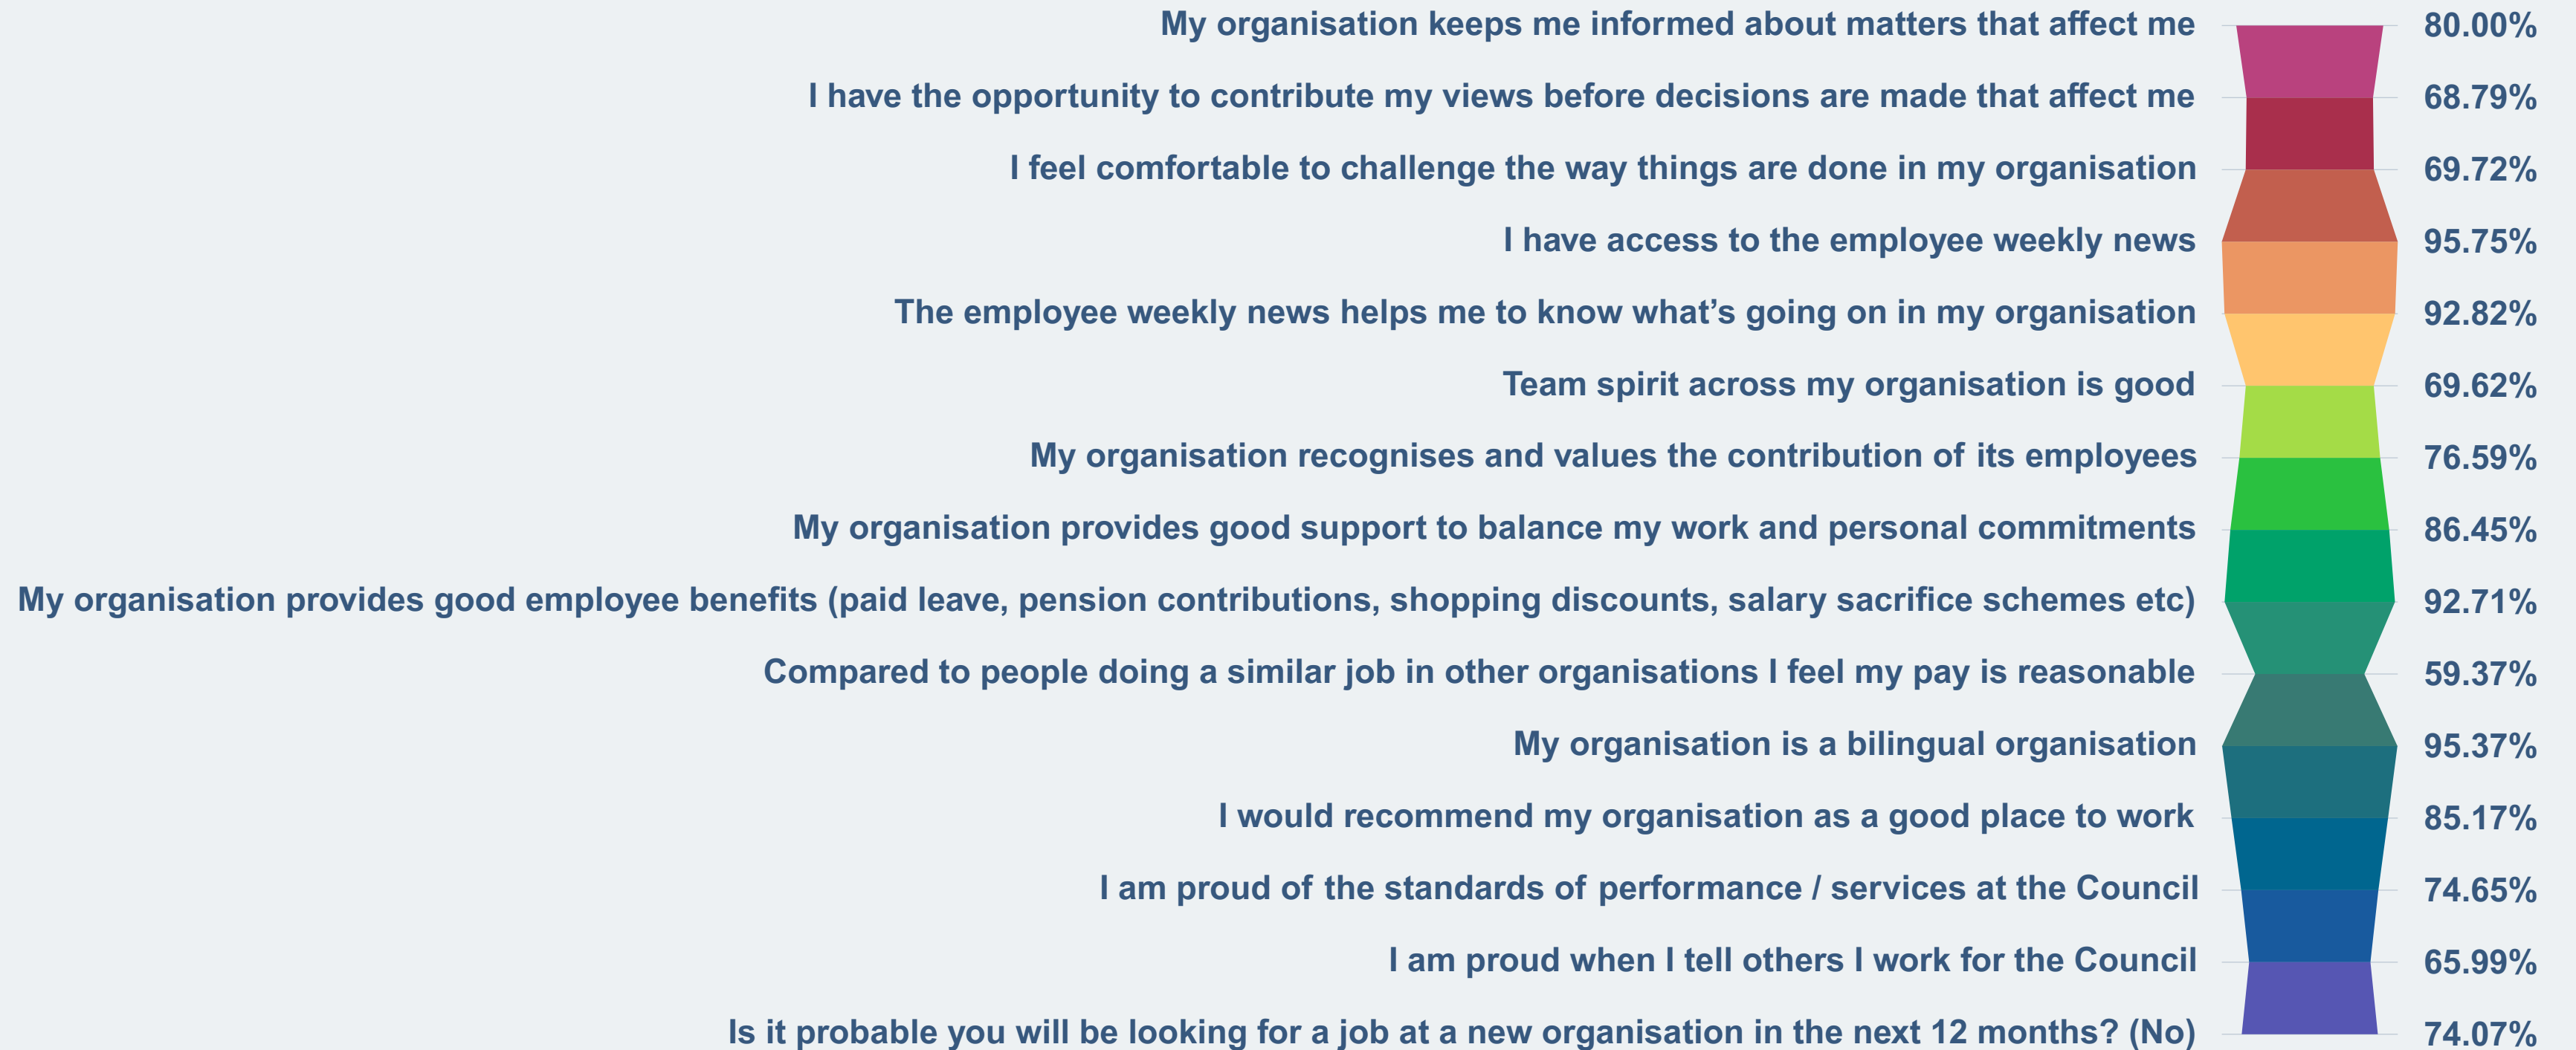 My organisation keeps me informed about matters that affect me 80.00%
I have the opportunity to contribute my views before decisions are made that affect me 68.79%
I feel comfortable to challenge the way things are done in my organisation 69.72%
I have access to the employee weekly news 95.75%
The employee weekly news helps me to know what’s going on in my organisation 92.82%
Team spirit across my organisation is good 69.62%
My organisation recognises and values the contribution of its employees 76.59%
My organisation provides good support to balance my work and personal commitments 86.45%
My organisation provides good employee benefits (paid leave, pension contributions, shopping discounts, salary sacrifice schemes etc) 92.71%
Compared to people doing a similar job in other organisations I feel my pay is reasonable 59.37%
My organisation is a bilingual organisation 95.37%
I would recommend my organisation as a good place to work 85.17%
I am proud of the standards of performance / services at the Council 74.65%
I am proud when I tell others I work for the Council 65.99%
Is it probable you will be looking for a job at a new organisation in the next 12 months? (No) 74.07%